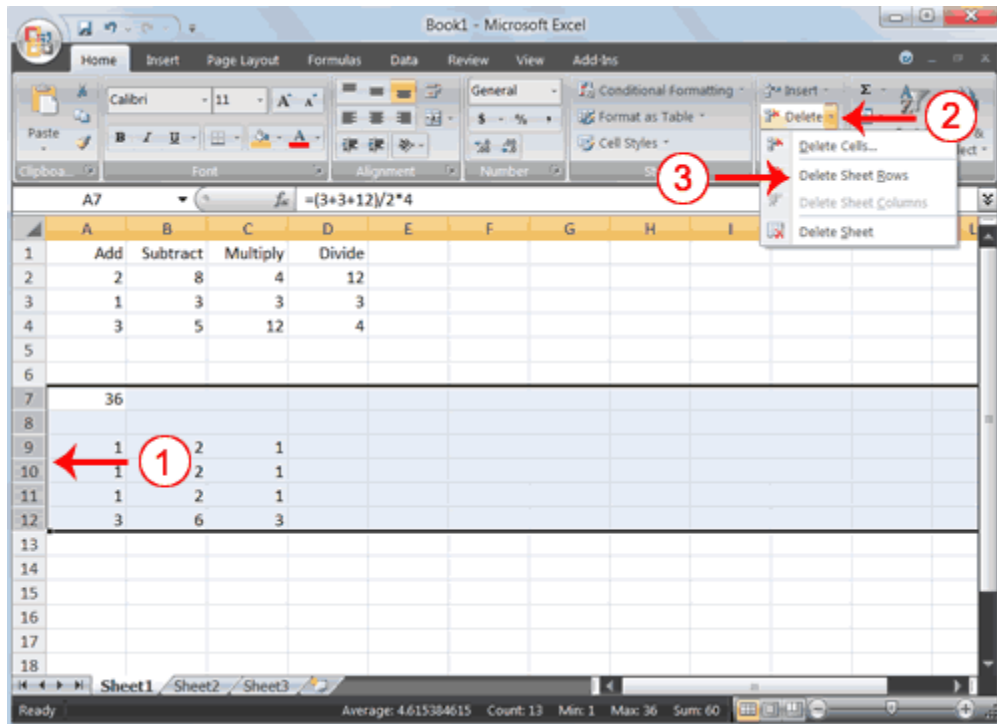 Book1 - Microsoft Excel
Home Insert Page Layout Formulas Data Review View Add-Ins
Paste
Calibri 11 A A
B I U A
General
$ - % ,
Conditional Formatting
Format as Table
Cell Styles
Insert
Delete
Σ
2
Clipboa... Font Alignment Number
3
Delete Cells...
Delete Sheet Rows
Delete Sheet Columns
Delete Sheet
A7 fx =(3+3+12)/2*4
A B C D E F G H I L
1 Add Subtract Multiply Divide
2 2 8 4 12
3 1 3 3 3
4 3 5 12 4
5
6
7 36
8
9 1 2 1
1
10 1 2 1
11 1 2 1
12 3 6 3
13
14
15
16
17
18
Sheet1 Sheet2 Sheet3
Ready Average: 4.615384615 Count: 13 Min: 1 Max: 36 Sum: 60